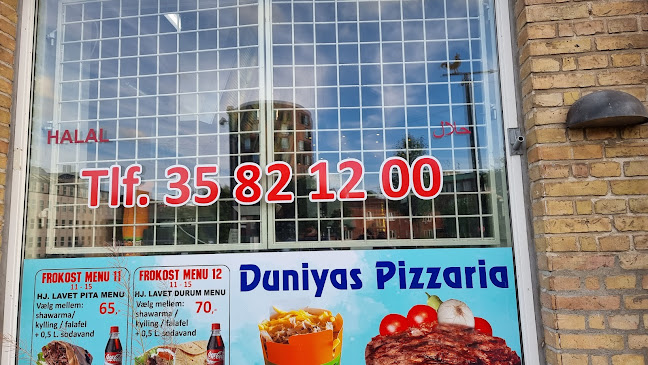 HALAL
حلال
Tlf. 35 82 12 00
Duniyas Pizzaria
FROKOST MENU 11
11 - 15
HJ. LAVET PITA MENU
Vælg mellem:
shawarma/
kylling / falafel
+ 0,5 L. sodavand
65,-
FROKOST MENU 12
11 - 15
HJ. LAVET DURUM MENU
Vælg mellem:
shawarma/
kylling / falafel
+ 0,5 L. sodavand
70,-